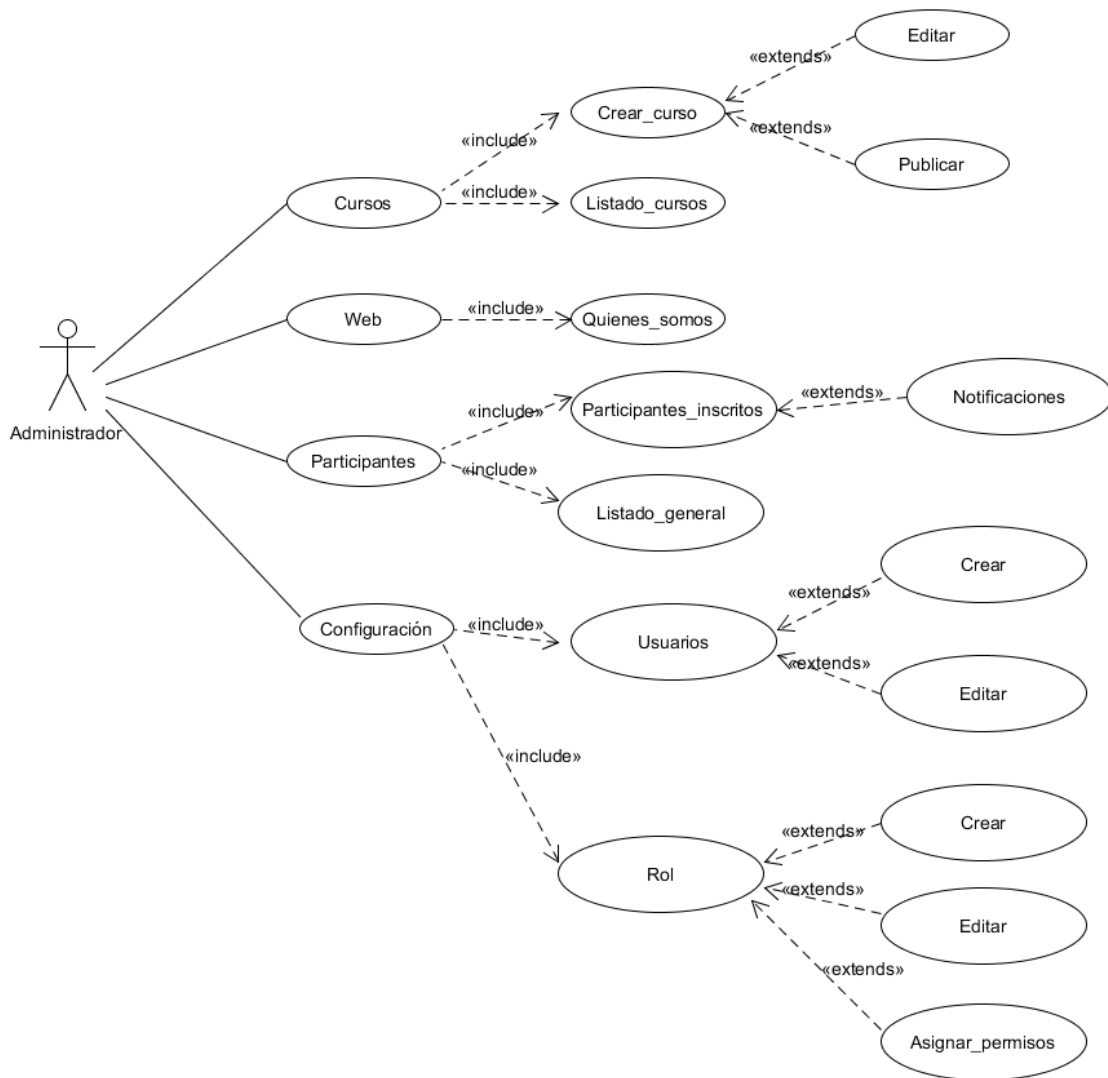 Editar
«extends»
Crear_curso
«extends»
«include»
Publicar
Cursos
«include»
Listado_cursos
Web
«include»
Quienes_somos
Administrador
«include»
Participantes_inscritos
«extends»
Notificaciones
Participantes
«include»
Listado_general
Crear
«extends»
Configuración
«include»
Usuarios
«extends»
Editar
«include»
Crear
«extends»
Rol
«extends»
Editar
«extends»
Asignar_permisos